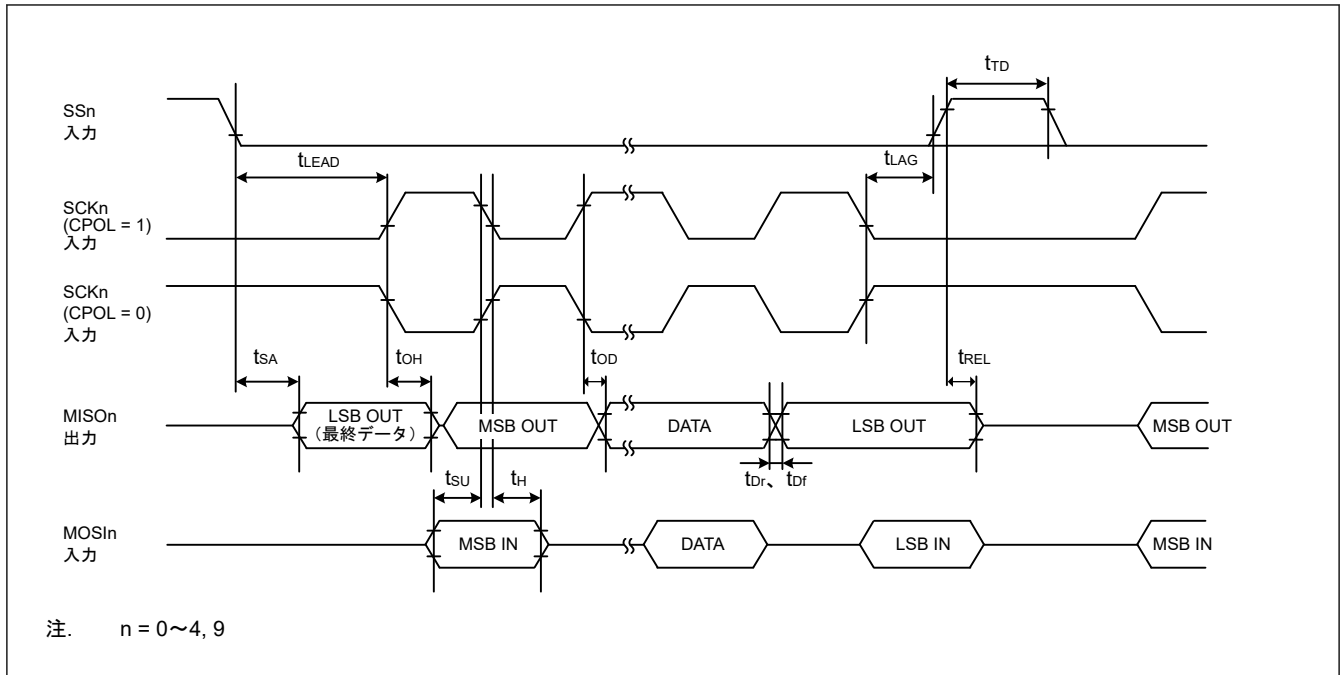 tTD
SSn
入力
tLEAD
tLAG
SCKn
(CPOL = 1)
入力
SCKn
(CPOL = 0)
入力
tSA
tOH
tOD
tREL
MISOn
出力
LSB OUT
(最終データ)
MSB OUT
DATA
LSB OUT
MSB OUT
tSU
tH
tDr、 tDf
MOSIn
入力
MSB IN
DATA
LSB IN
MSB IN
注. n = 0〜4, 9